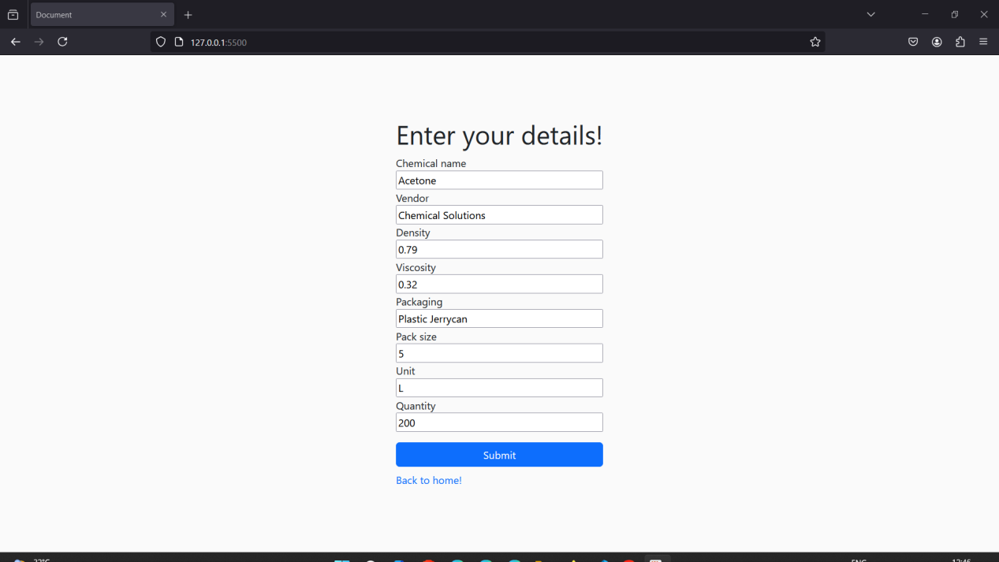 Document
127.0.0.1:5500
Enter your details!
Chemical name
Acetone
Vendor
Chemical Solutions
Density
0.79
Viscosity
0.32
Packaging
Plastic Jerrycan
Pack size
5
Unit
L
Quantity
200
Submit
Back to home!